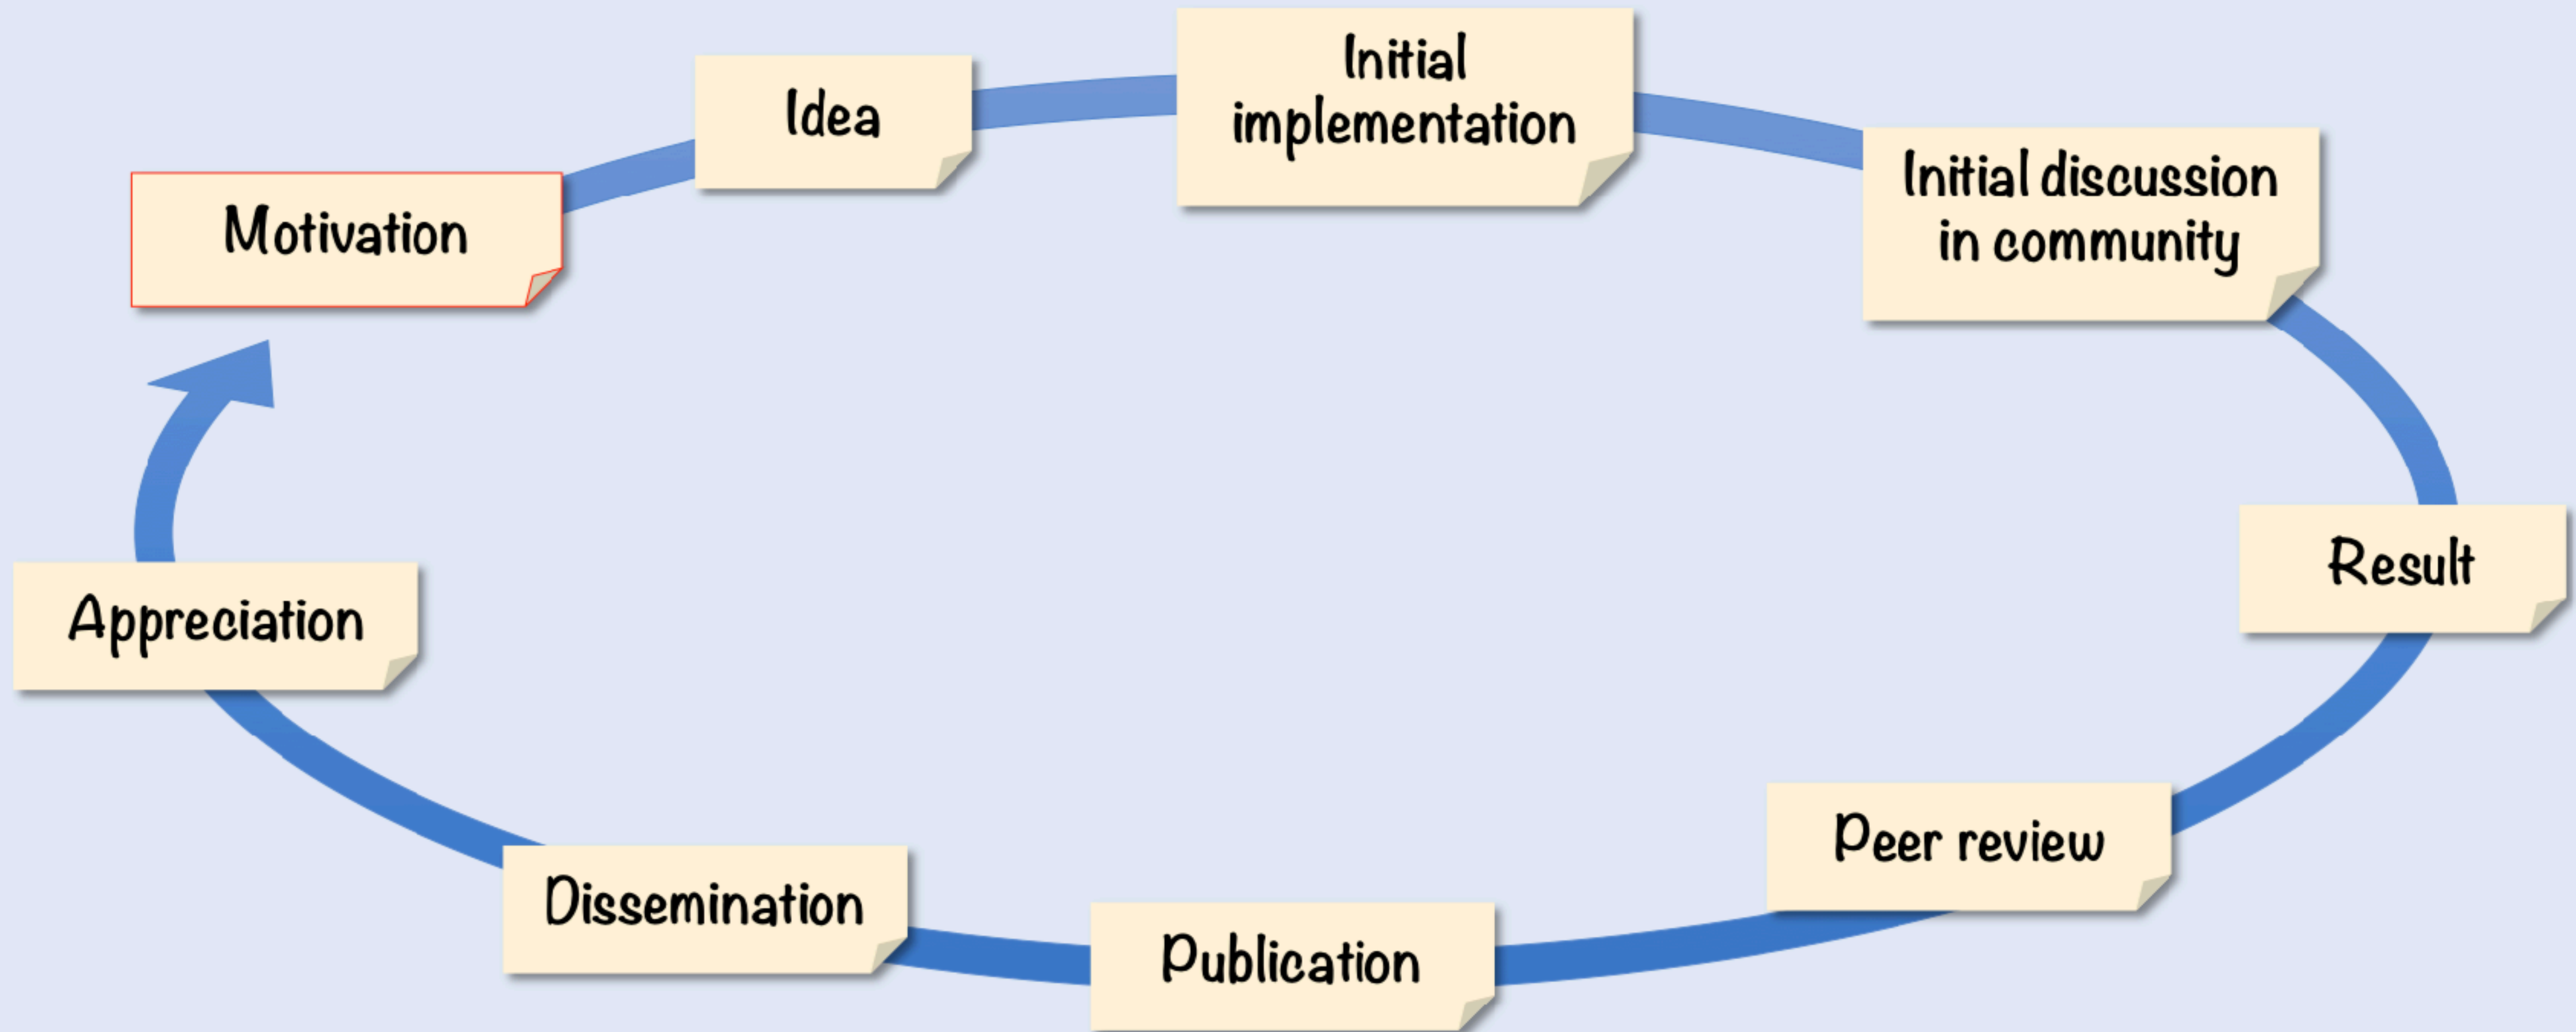 Motivation
Idea
Initial
implementation
Initial discussion
in community
Result
Peer review
Publication
Dissemination
Appreciation